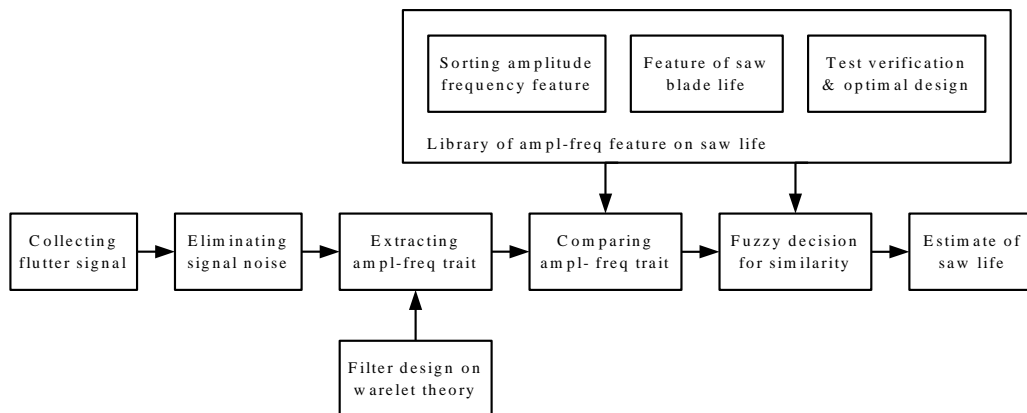 Sorting amplitude
frequency feature
Feature of saw
blade life
Test verification
& optimal design
Library of ampl-freq feature on saw life
Collecting
flutter signal
Eliminating
signal noise
Extracting
ampl-freq trait
Comparing
ampl- freq trait
Fuzzy decision
for similarity
Estimate of
saw life
Filter design on
warelet theory